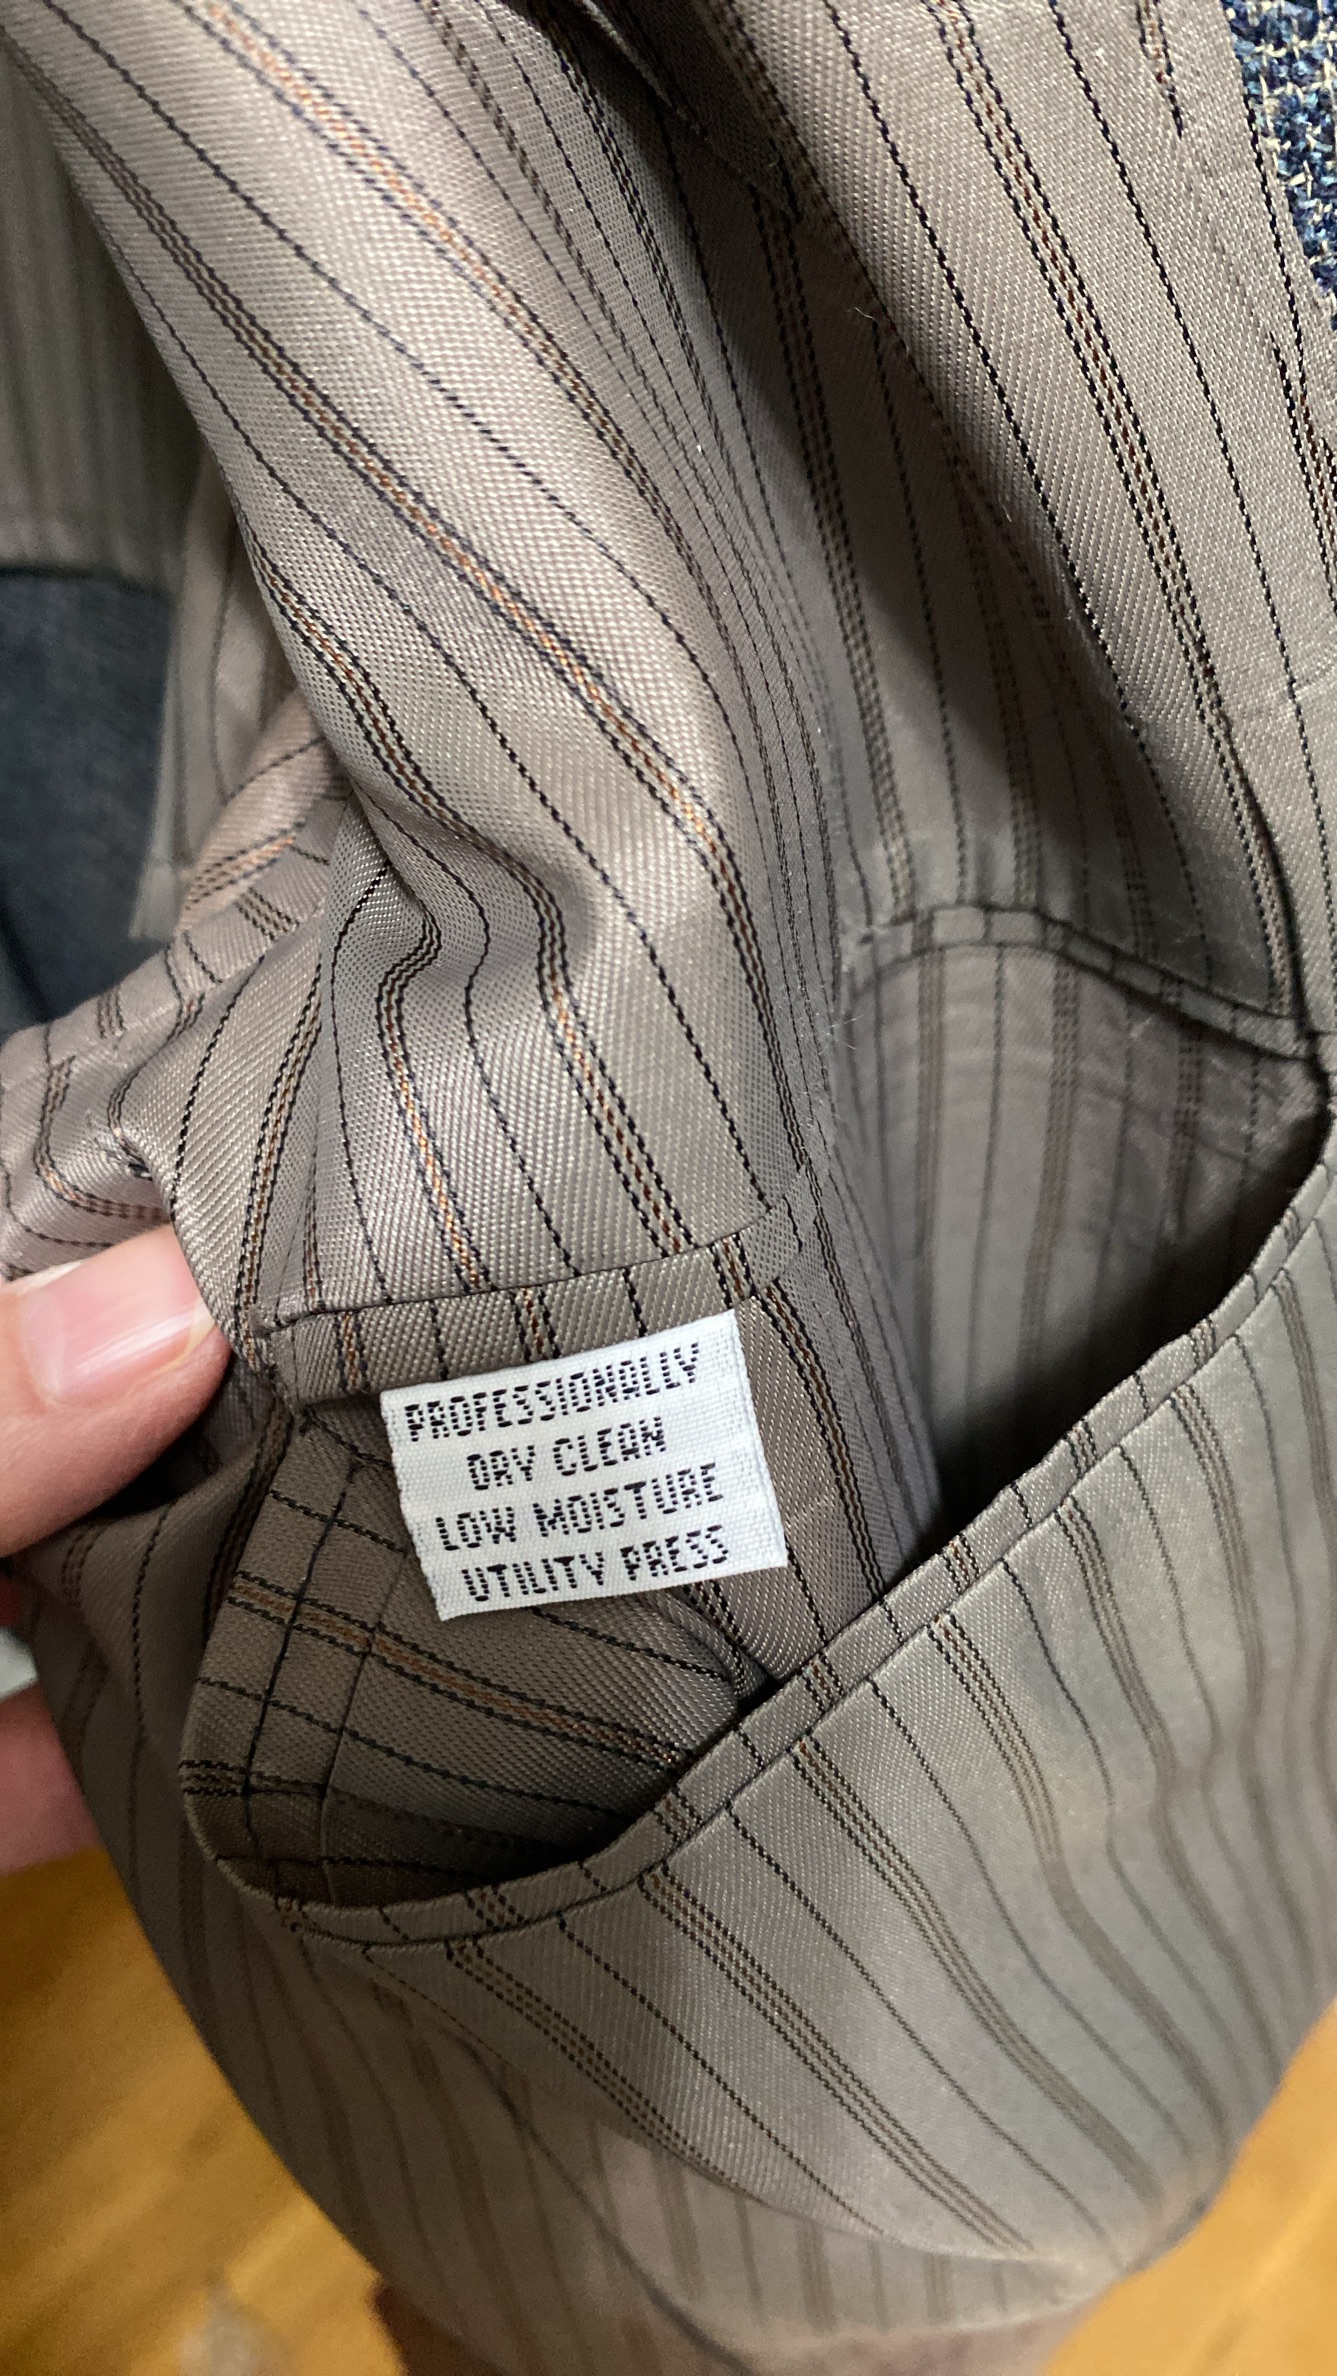 PROFESSIONALLY
DRY CLEAN
LOW MOISTURE
UTILITY PRESS